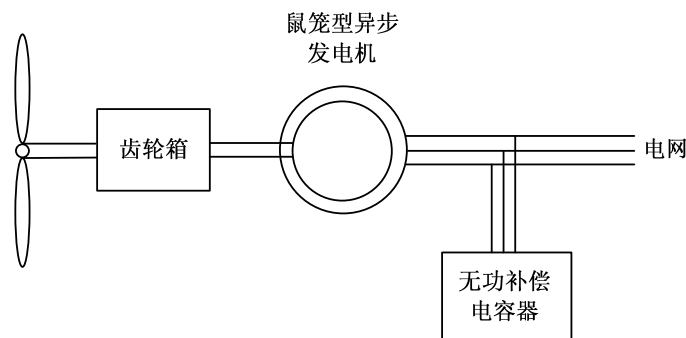 鼠笼型异步
发电机
齿轮箱
电网
无功补偿
电容器